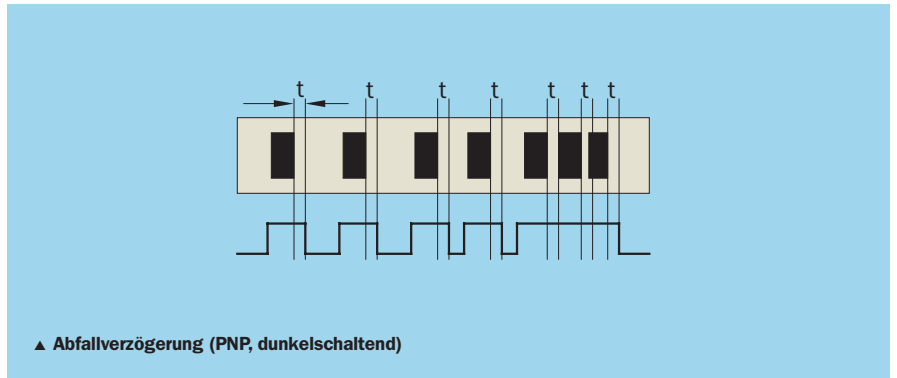 t t t t t t t
▲ Abfallverzögerung (PNP, dunkelschaltend)